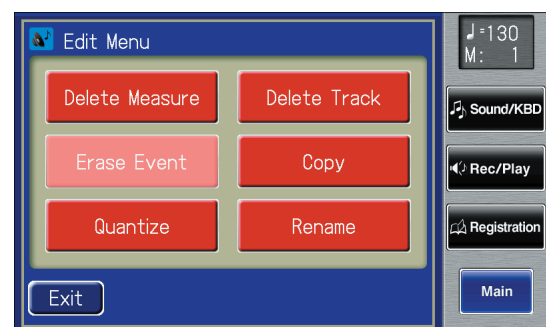 Edit Menu
Delete Measure
Delete Track
Erase Event
Copy
Quantize
Rename
Exit
♩=130
M: 1
Sound/KBD
Rec/Play
Registration
Main